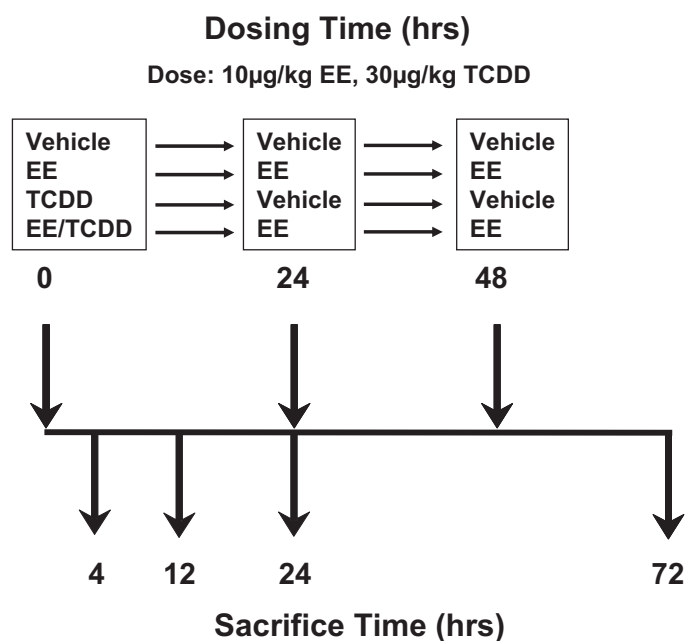 Dosing Time (hrs)
Dose: 10µg/kg EE, 30µg/kg TCDD
Vehicle Vehicle Vehicle
EE EE EE
TCDD Vehicle Vehicle
EE/TCDD EE EE
0 24 48
4 12 24 72
Sacrifice Time (hrs)